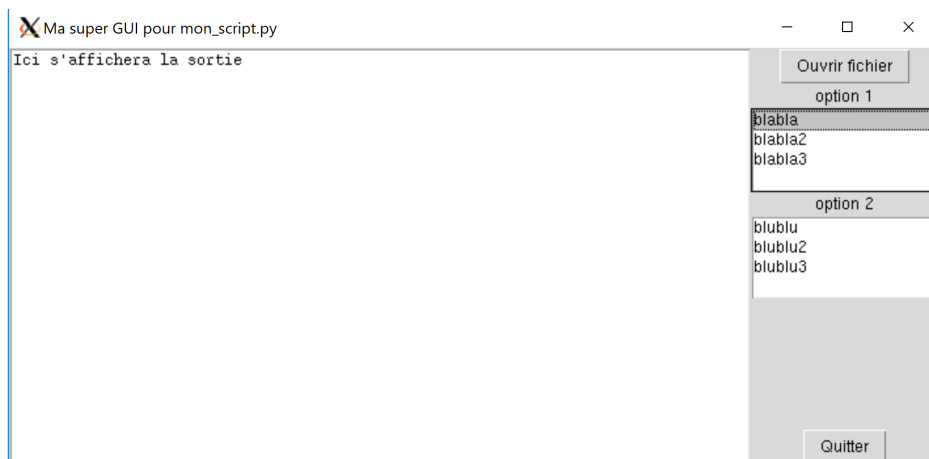 Ma super GUI pour mon_script.py
Ici s'affichera la sortie
Ouvrir fichier
option 1
blabla
blabla2
blabla3
option 2
blublu
blublu2
blublu3
Quitter